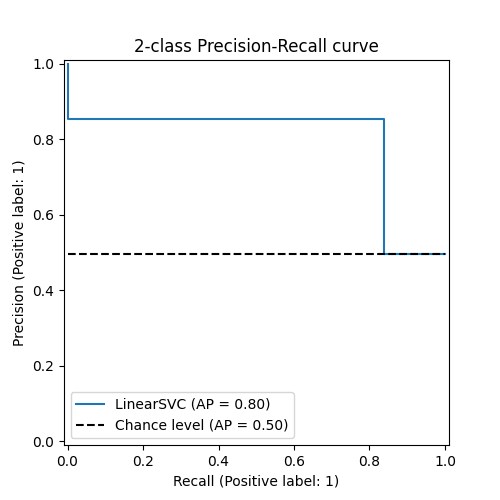 2-class Precision-Recall curve
1.0
0.8
0.6
0.4
0.2
0.0
Precision (Positive label: 1)
LinearSVC (AP = 0.80)
Chance level (AP = 0.50)
0.0 0.2 0.4 0.6 0.8 1.0
Recall (Positive label: 1)